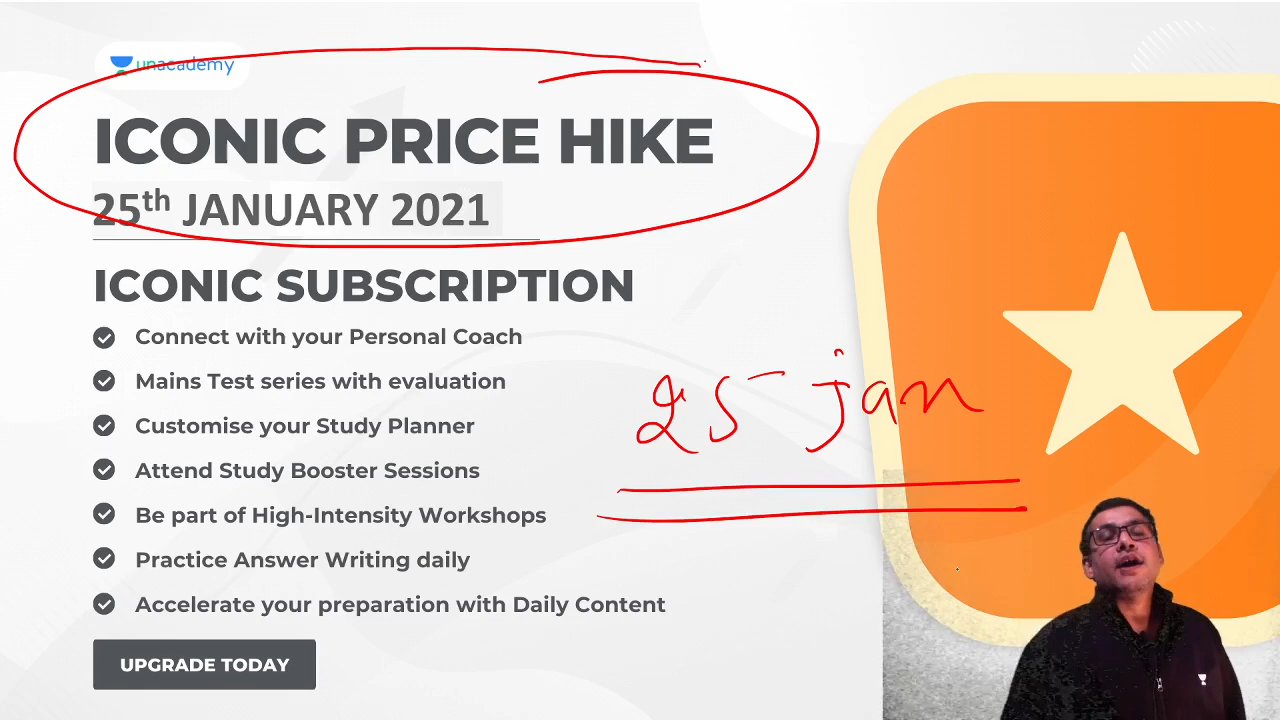 unacademy
ICONIC PRICE HIKE
25th JANUARY 2021
ICONIC SUBSCRIPTION
Connect with your Personal Coach
Mains Test series with evaluation
Customise your Study Planner
Attend Study Booster Sessions
Be part of High-Intensity Workshops
Practice Answer Writing daily
Accelerate your preparation with Daily Content
25 jan
UPGRADE TODAY